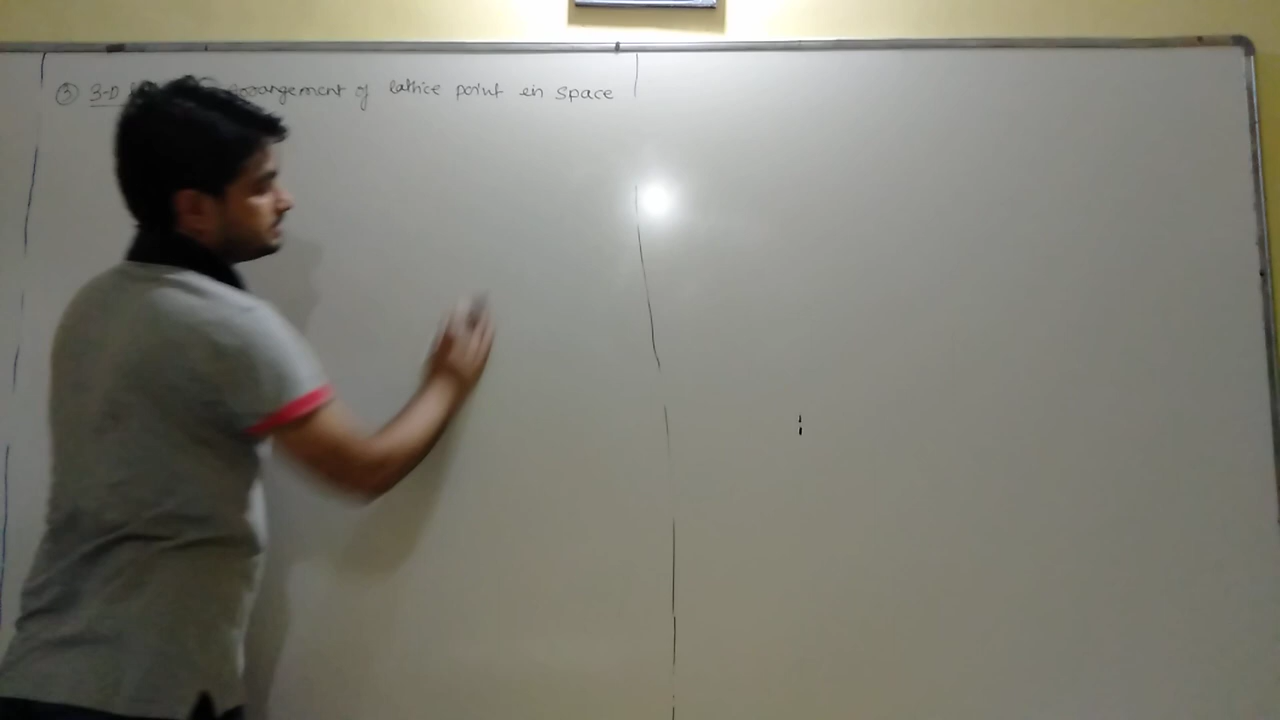 ③ 3-D arrangement of lattice point in space